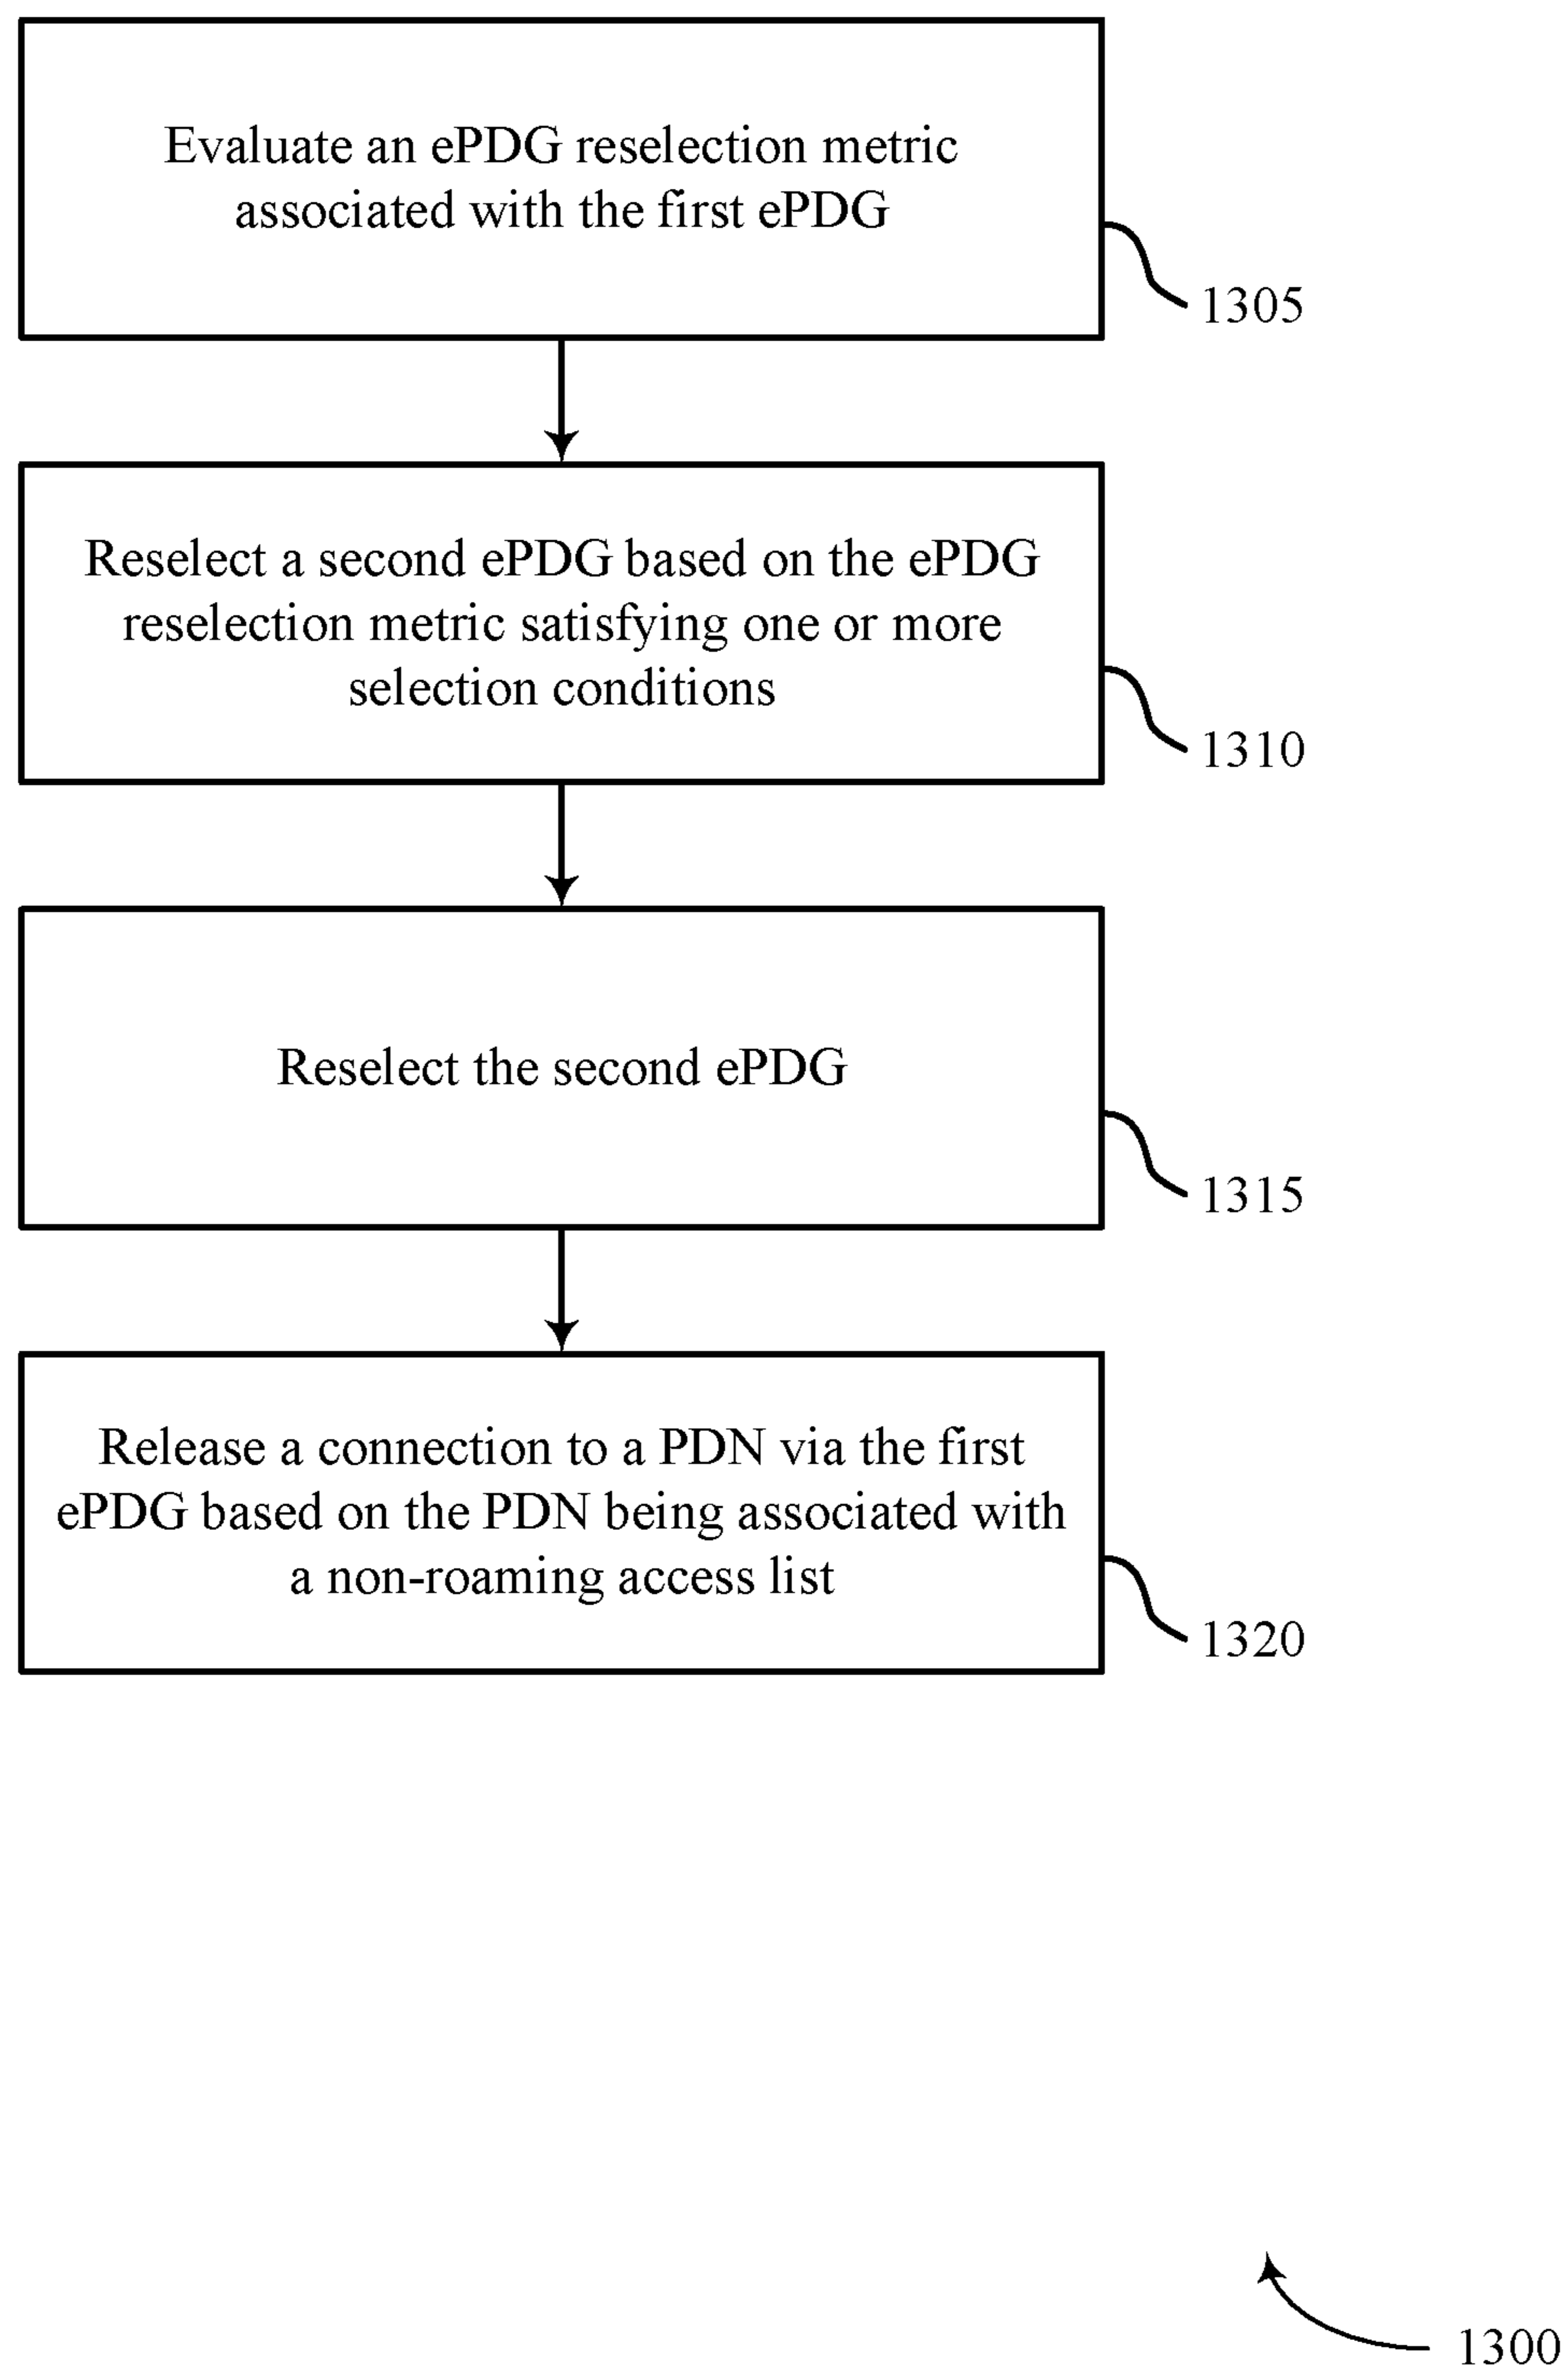 Evaluate an ePDG reselection metric
associated with the first ePDG
1305
Reselect a second ePDG based on the ePDG
reselection metric satisfying one or more
selection conditions
1310
Reselect the second ePDG
1315
Release a connection to a PDN via the first
ePDG based on the PDN being associated with
a non-roaming access list
1320
1300